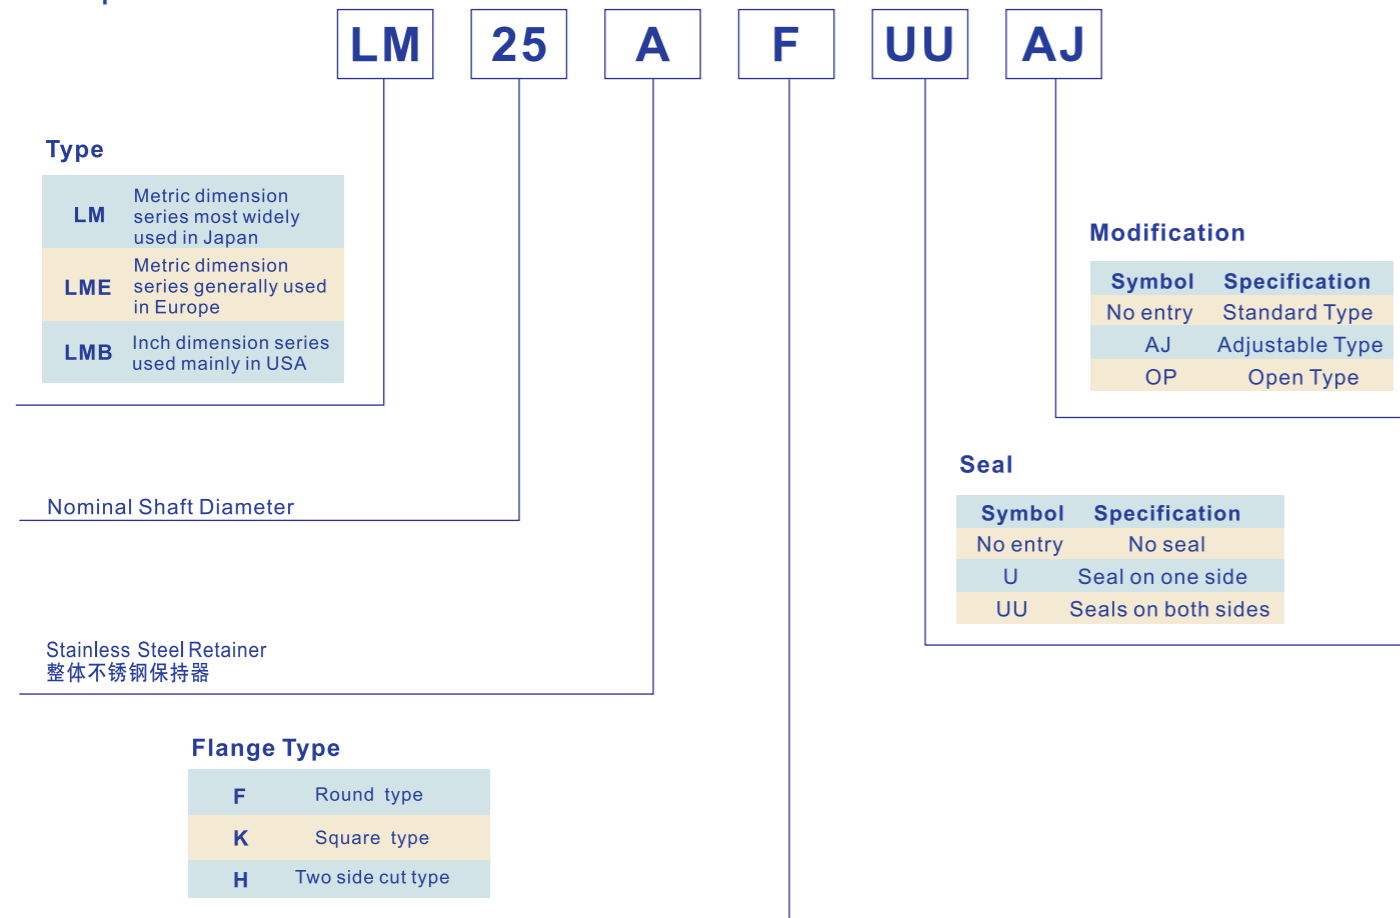 LM 25 A F UU AJ
Type
LM Metric dimension
series most widely
used in Japan
LME Metric dimension
series generally used
in Europe
LMB Inch dimension series
used mainly in USA
Modification
Symbol Specification
No entry Standard Type
AJ Adjustable Type
OP Open Type
Seal
Symbol Specification
No entry No seal
U Seal on one side
UU Seals on both sides
Nominal Shaft Diameter
Stainless Steel Retainer
整体不锈钢保持器
Flange Type
F Round type
K Square type
H Two side cut type